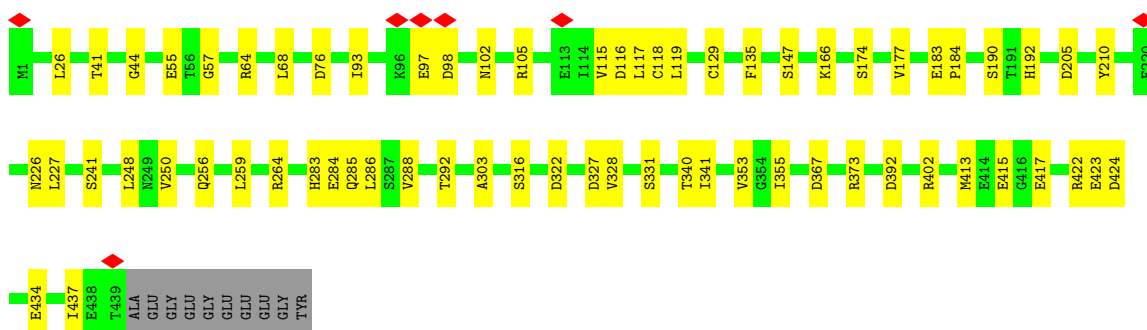 M1 L26 T41 G44 E55 T56 G57 R64 L68 D76 I93 K96 E97 D98 N102 R105 E113 I114 V115 D116 L117 C118 L119 C129 F135 S147 K166 S174 V177 E183 P184 S190 T191 H192 D205 Y210 E220
N226 L227 S241 L248 N249 V250 Q256 L259 R264 H283 E284 Q285 L286 S287 V288 T292 A303 S316 D322 D327 V328 S331 T340 I341 V353 G354 I355 D367 R373 D392 R402 M413 E414 E415 G416 E417 R422 E423 D424
E434 I437 E438 T439 ALA GLU GLY GLU GLY GLU GLU GLU GLY TYR